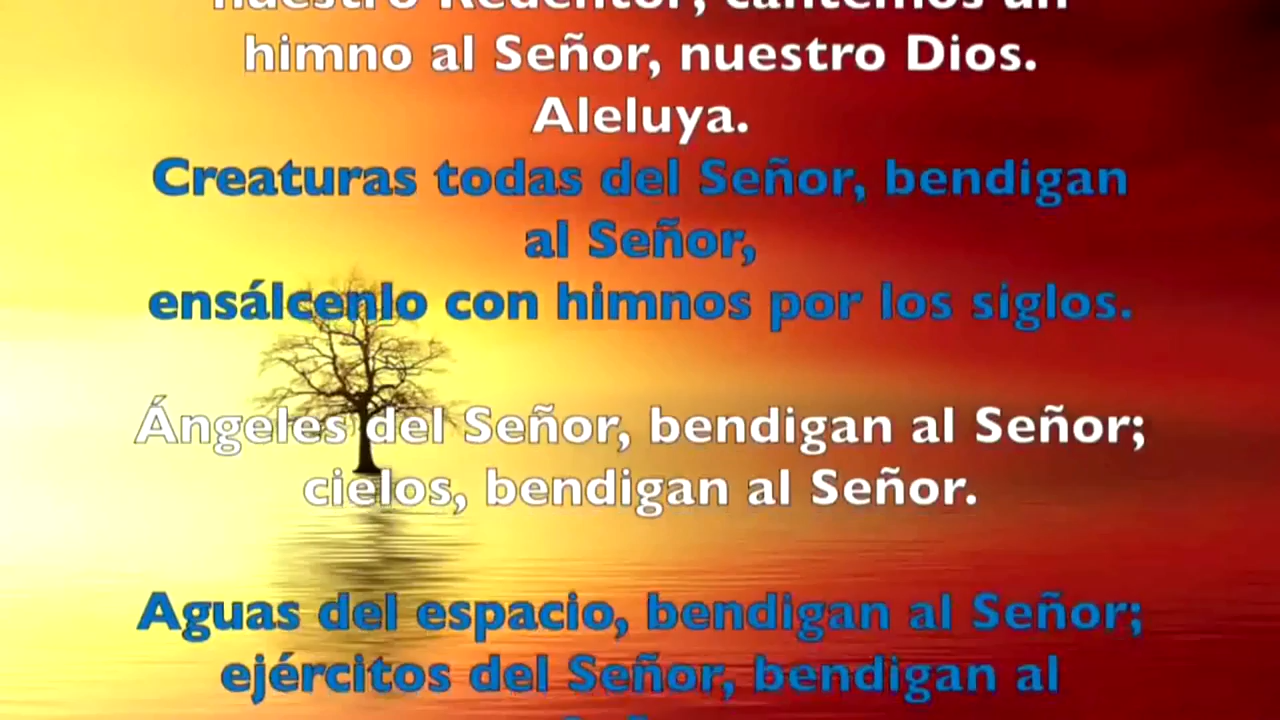 nuestro Redentor; cantemos un
himno al Señor, nuestro Dios.
Aleluya.
Creaturas todas del Señor, bendigan
al Señor,
ensálcenlo con himnos por los siglos.
Ángeles del Señor, bendigan al Señor;
cielos, bendigan al Señor.
Aguas del espacio, bendigan al Señor;
ejércitos del Señor, bendigan al